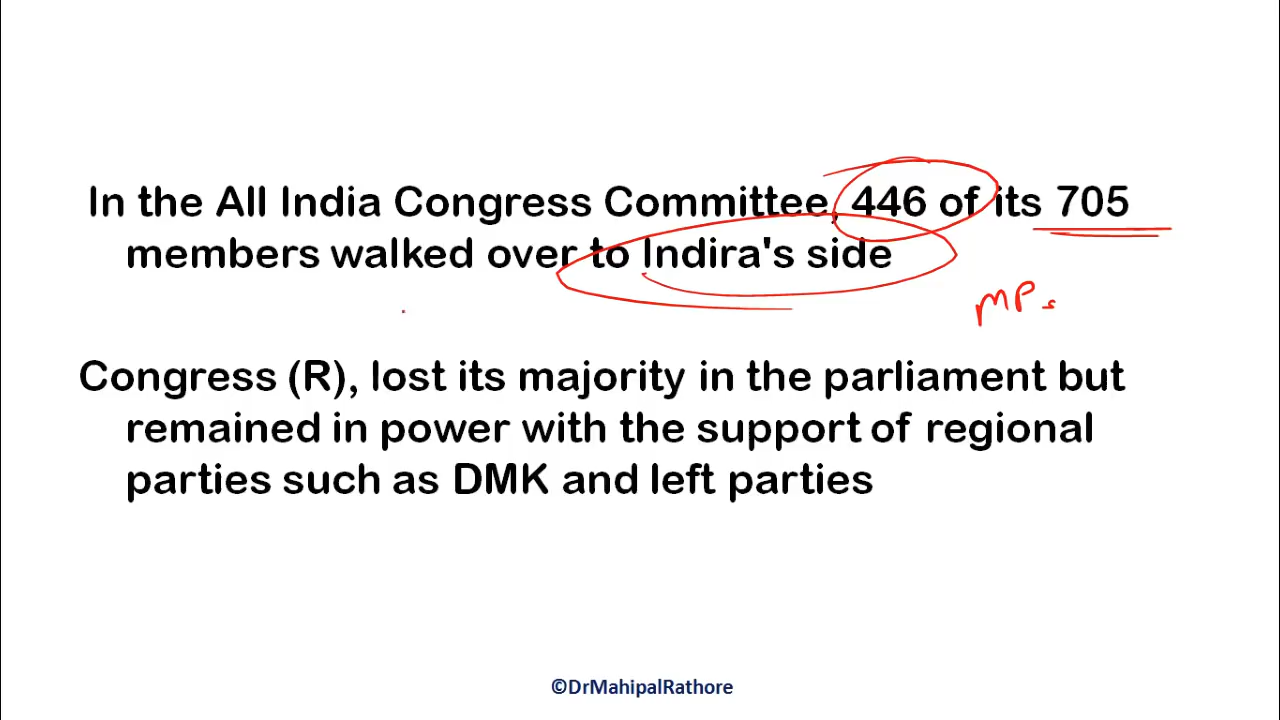 In the All India Congress Committee, 446 of its 705
members walked over to Indira's side
MPs
Congress (R), lost its majority in the parliament but
remained in power with the support of regional
parties such as DMK and left parties
©DrMahipalRathore